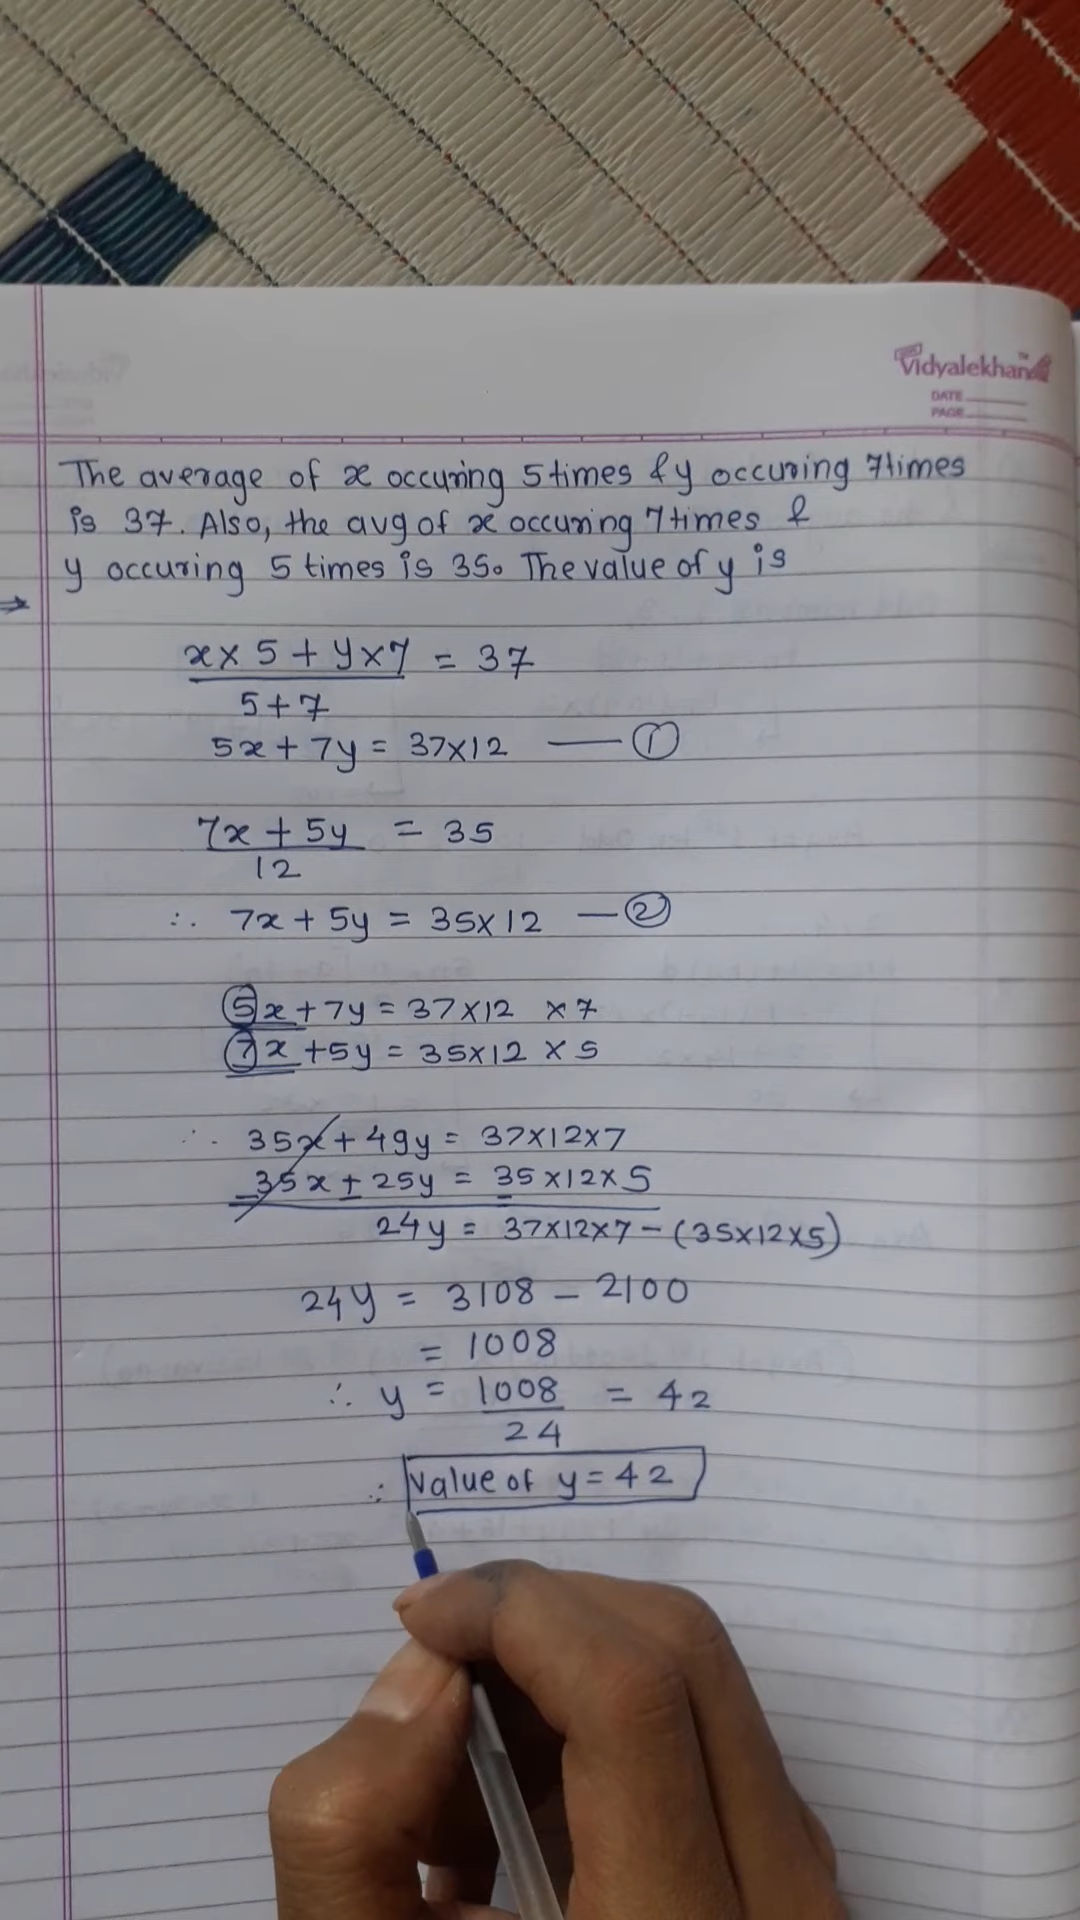 Vidyalekhan
DATE
PAGE
The average of x occuring 5 times & y occuring 7 times
is 37. Also, the avg of x occuring 7 times &
y occuring 5 times is 35. The value of y is
⇒
x × 5 + y × 7 = 37
5 + 7
5x + 7y = 37×12 — ①
7x + 5y = 35
12
∴ 7x + 5y = 35×12 — ②
5x + 7y = 37×12 × 7
7x + 5y = 35×12 × 5
∴ 35x + 49y = 37×12×7
- 35x ± 25y = 35×12×5
24y = 37×12×7 - (35×12×5)
24y = 3108 - 2100
= 1008
∴ y = 1008 = 42
24
∴ Value of y = 42